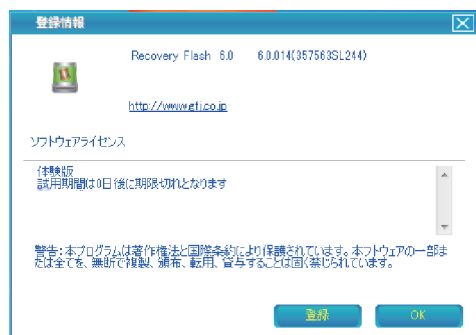 登録情報
Recovery Flash 6.0 6.0.014(357563SL244)
http://www.gfi.co.jp
ソフトウェアライセンス
体験版
試用期間は0日後に期限切れとなります
警告:本プログラムは著作権法と国際条約により保護されています。本フトウェアの一部ま
たは全てを、無断で複製、頒布、転用、貸与することは固く禁じられています。
登録
OK